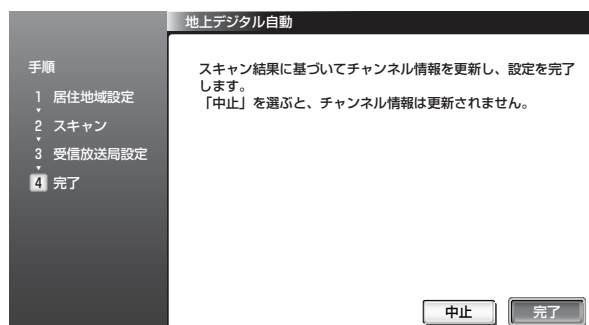 地上デジタル自動
手順
1 居住地域設定
2 スキャン
3 受信放送局設定
4 完了
スキャン結果に基づいてチャンネル情報を更新し、設定を完了
します。
「中止」を選ぶと、チャンネル情報は更新されません。
中止
完了